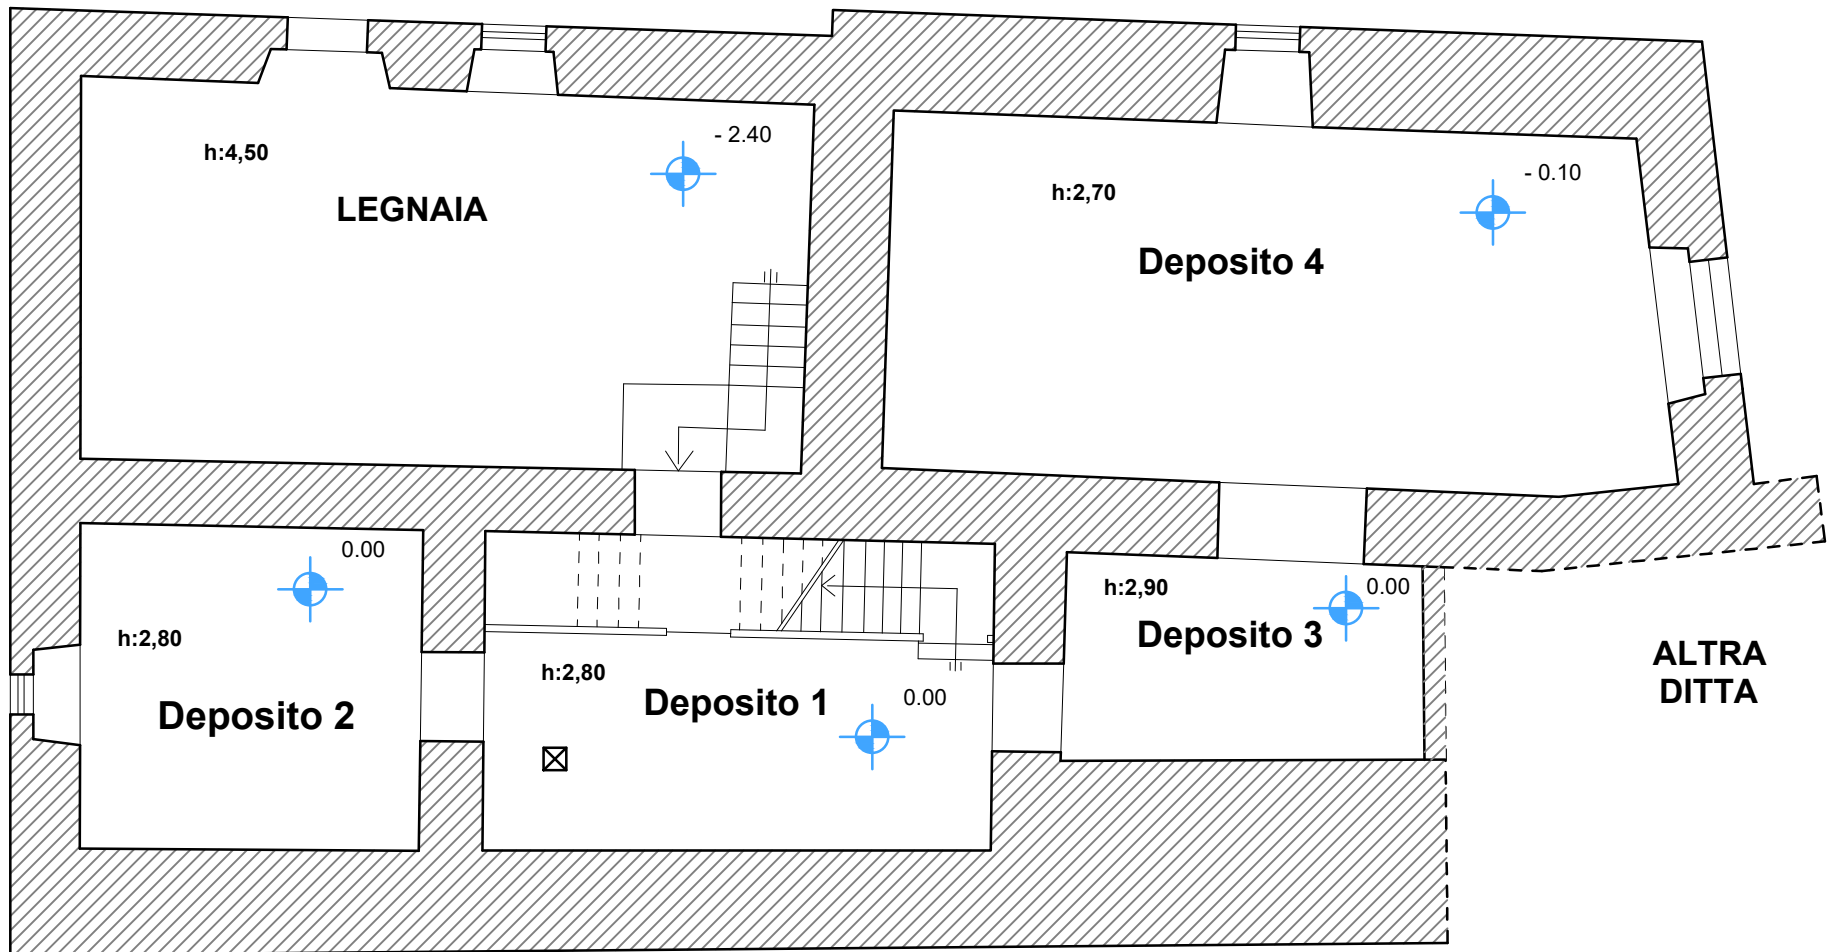 h:4,50
- 2.40
LEGNAIA
h:2,70
- 0.10
Deposito 4
0.00
h:2,80
Deposito 2
h:2,80
Deposito 1
0.00
h:2,90
0.00
Deposito 3
ALTRA
DITTA